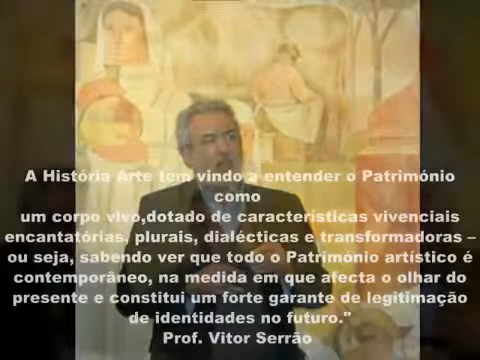 A História Arte tem vindo a entender o Património
como
um corpo vivo,dotado de características vivenciais
encantatórias, plurais, dialécticas e transformadoras –
ou seja, sabendo ver que todo o Património artístico é
contemporâneo, na medida em que afecta o olhar do
presente e constitui um forte garante de legitimação
de identidades no futuro."
Prof. Vitor Serrão